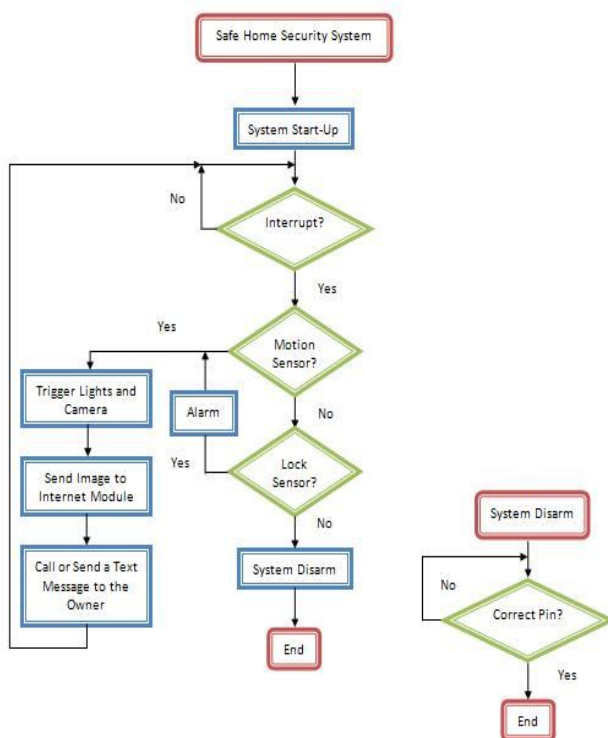 Safe Home Security System
System Start-Up
No
Interrupt?
Yes
Yes
Motion
Sensor?
Trigger Lights and
Camera
Alarm
No
Send Image to
Internet Module
Yes
Lock
Sensor?
No
Call or Send a Text
Message to the
Owner
System Disarm
End
System Disarm
No
Correct Pin?
Yes
End